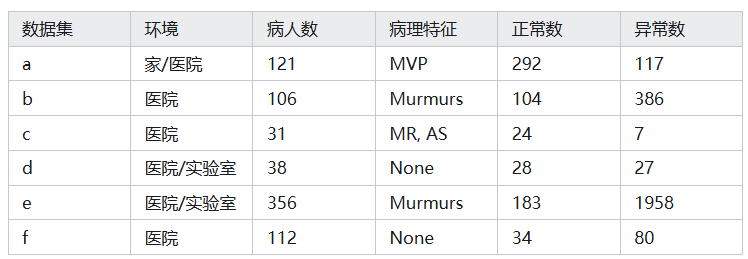 数据集 环境 病人数 病理特征 正常数 异常数
a 家/医院 121 MVP 292 117
b 医院 106 Murmurs 104 386
c 医院 31 MR, AS 24 7
d 医院/实验室 38 None 28 27
e 医院/实验室 356 Murmurs 183 1958
f 医院 112 None 34 80